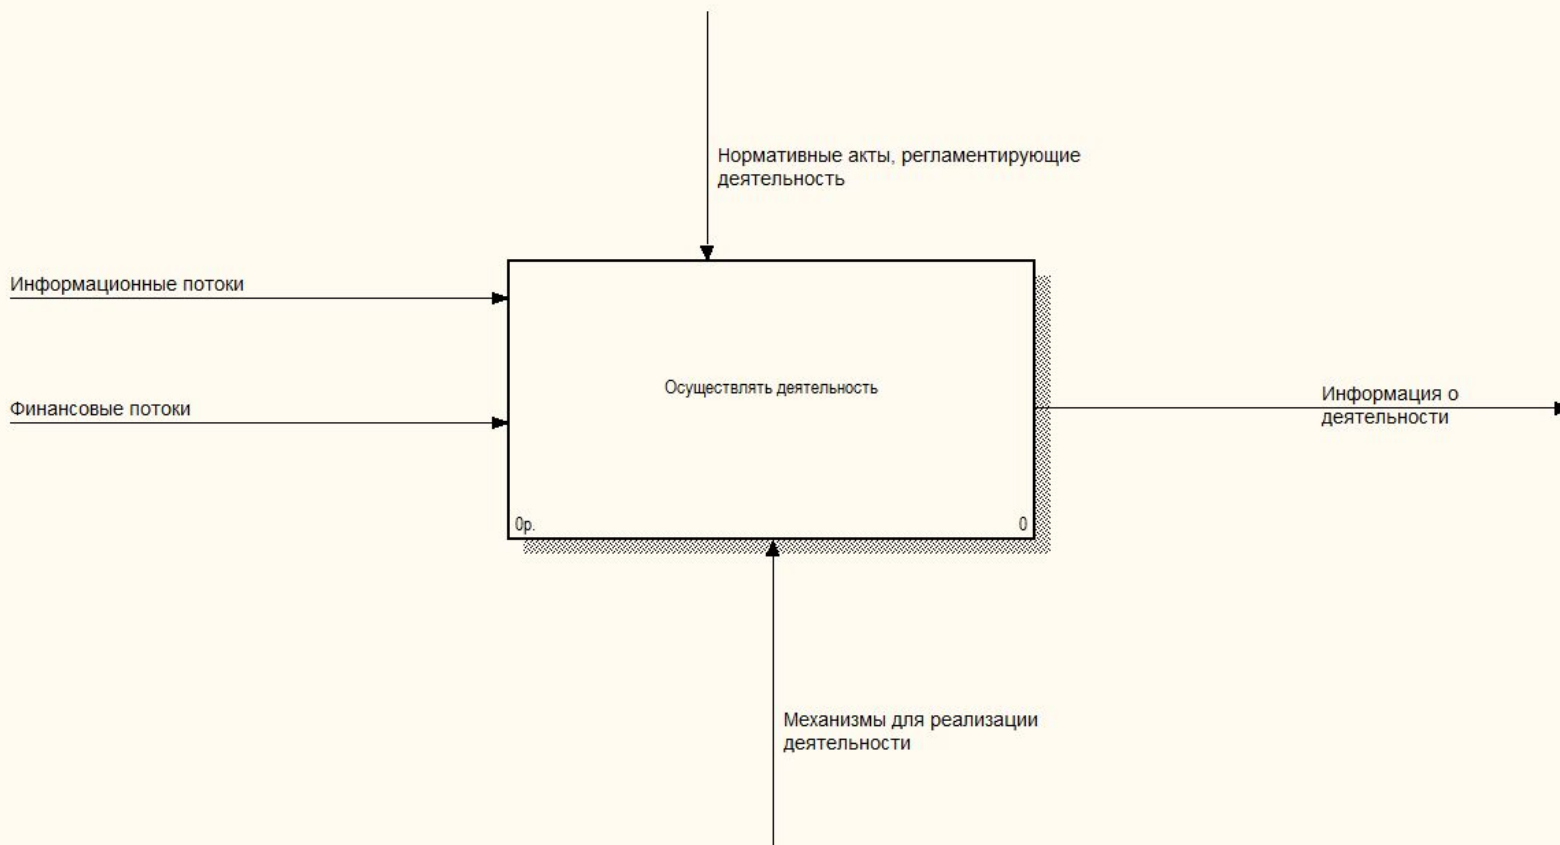 Нормативные акты, регламентирующие
деятельность
Информационные потоки
Осуществлять деятельность
Финансовые потоки
Информация о
деятельности
0р.
0
Механизмы для реализации
деятельности